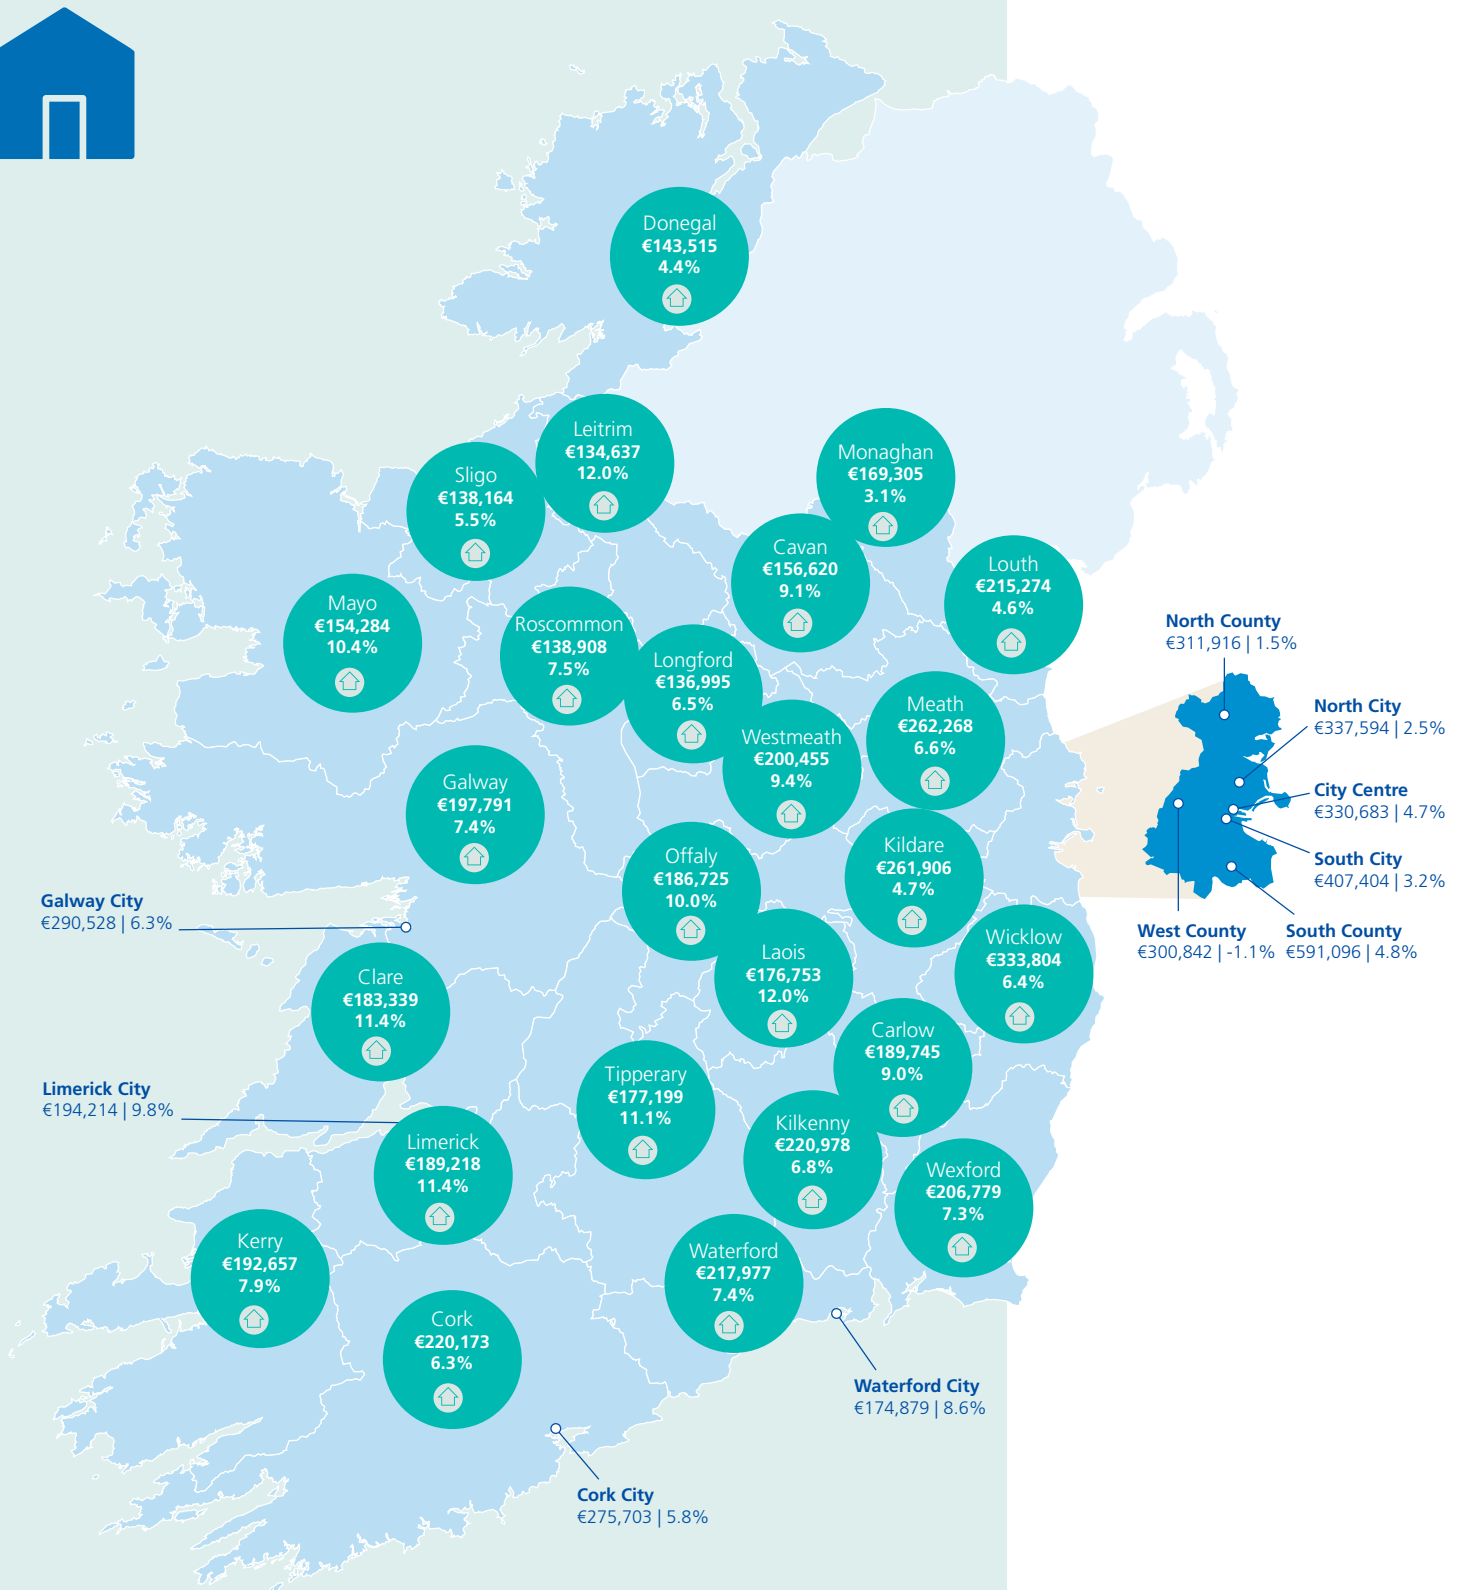 Donegal
€143,515
4.4%
Leitrim
€134,637
12.0%
Monaghan
€169,305
3.1%
Sligo
€138,164
5.5%
Cavan
€156,620
9.1%
Louth
€215,274
4.6%
Mayo
€154,284
10.4%
Roscommon
€138,908
7.5%
Longford
€136,995
6.5%
Meath
€262,268
6.6%
Westmeath
€200,455
9.4%
Galway
€197,791
7.4%
Offaly
€186,725
10.0%
Kildare
€261,906
4.7%
Galway City
€290,528 | 6.3%
Clare
€183,339
11.4%
Laois
€176,753
12.0%
Wicklow
€333,804
6.4%
Carlow
€189,745
9.0%
Limerick City
€194,214 | 9.8%
Tipperary
€177,199
11.1%
Limerick
€189,218
11.4%
Kilkenny
€220,978
6.8%
Wexford
€206,779
7.3%
Kerry
€192,657
7.9%
Waterford
€217,977
7.4%
Cork
€220,173
6.3%
Waterford City
€174,879 | 8.6%
Cork City
€275,703 | 5.8%
North County
€311,916 | 1.5%
North City
€337,594 | 2.5%
City Centre
€330,683 | 4.7%
South City
€407,404 | 3.2%
West County
€300,842 | -1.1%
South County
€591,096 | 4.8%